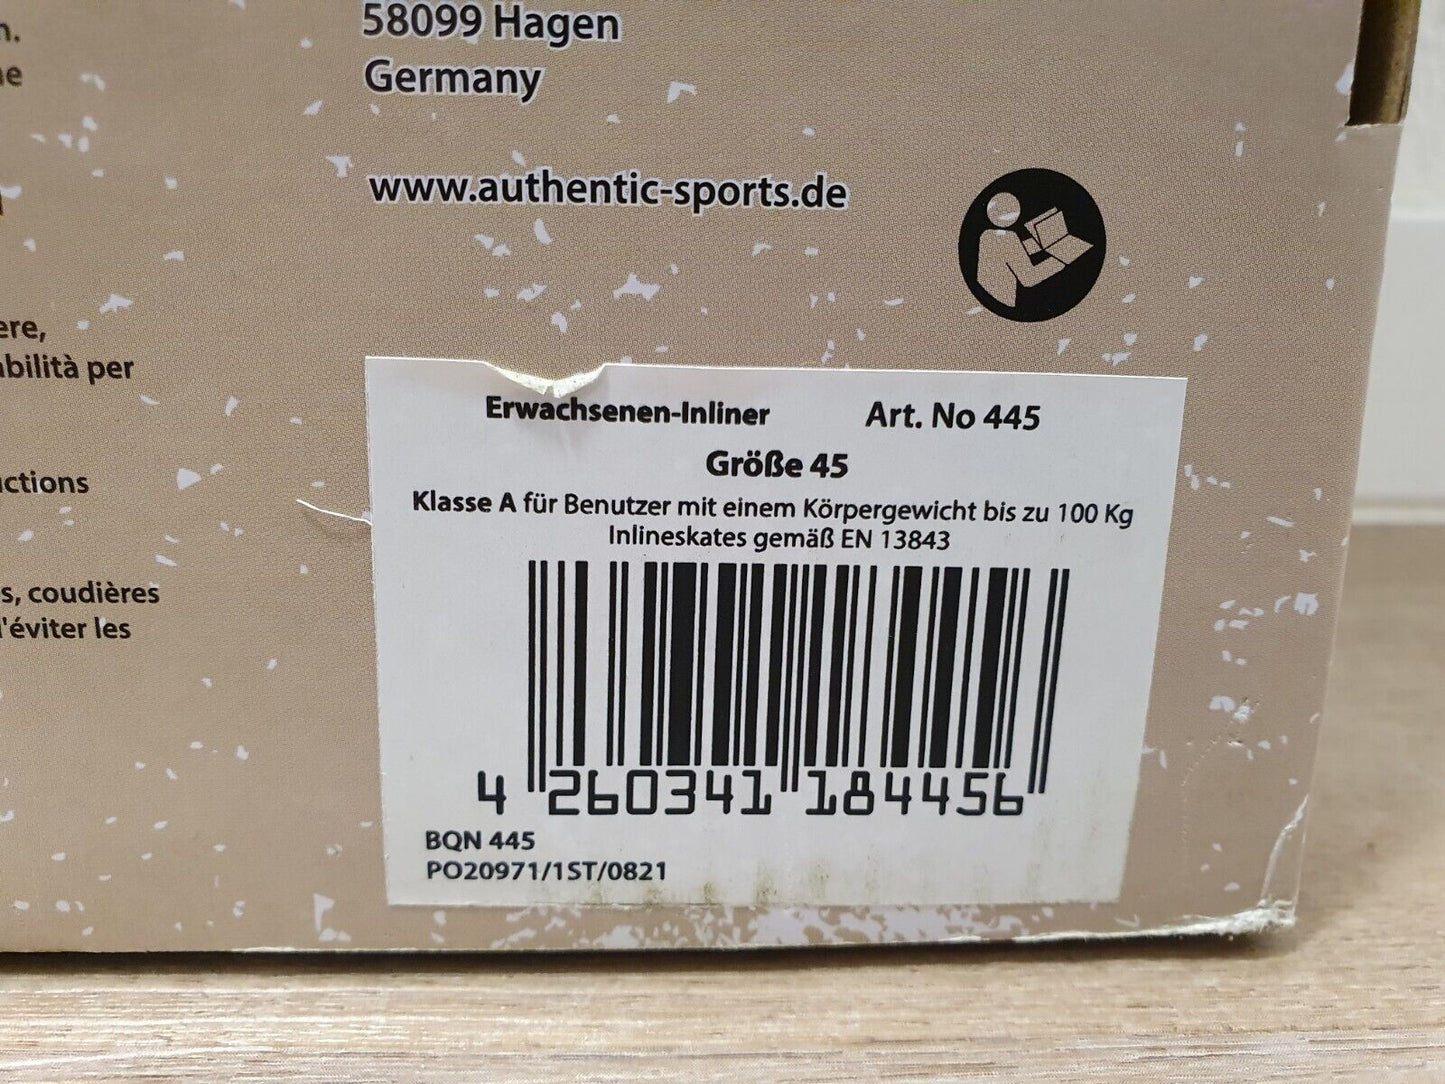 58099 Hagen
Germany
www.authentic-sports.de
ere,
abilità per
ctions
s, coudières
d'éviter les
Erwachsenen-Inliner Art. No 445
Größe 45
Klasse A für Benutzer mit einem Körpergewicht bis zu 100 Kg
Inlineskates gemäß EN 13843
4 260341 184456
BQN 445
PO20971/1ST/0821